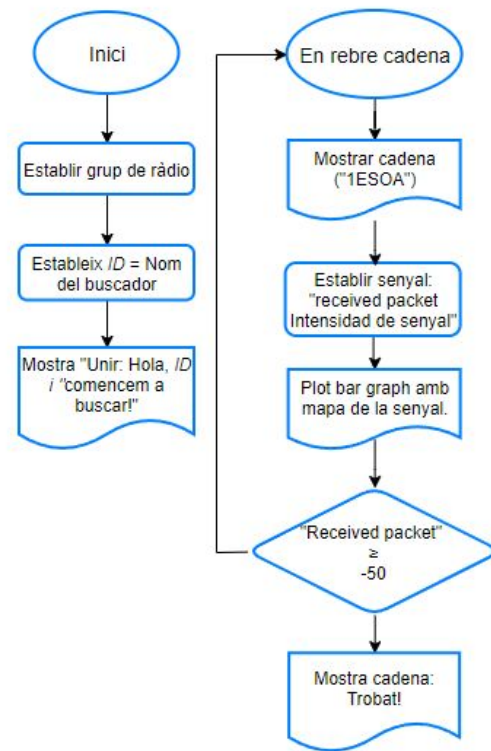 Inici
Establir grup de ràdio
Estableix ID = Nom
del buscador
Mostra "Unir: Hola, ID
i "comencem a
buscar!"
En rebre cadena
Mostrar cadena
("1ESOA")
Establir senyal:
"received packet
Intensidad de senyal"
Plot bar graph amb
mapa de la senyal.
"Received packet"
≥
-50
Mostra cadena:
Trobat!